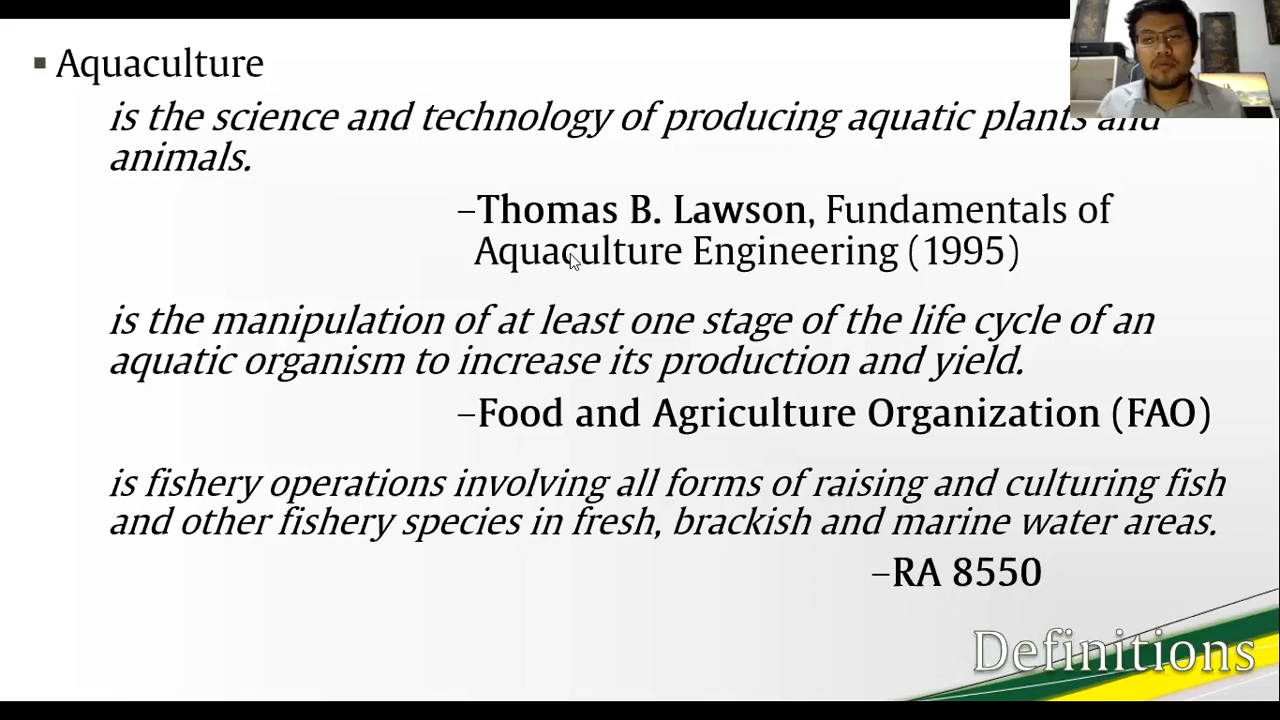 Aquaculture
is the science and technology of producing aquatic plants and
animals.
–Thomas B. Lawson, Fundamentals of
Aquaculture Engineering (1995)
is the manipulation of at least one stage of the life cycle of an
aquatic organism to increase its production and yield.
–Food and Agriculture Organization (FAO)
is fishery operations involving all forms of raising and culturing fish
and other fishery species in fresh, brackish and marine water areas.
–RA 8550
Definitions